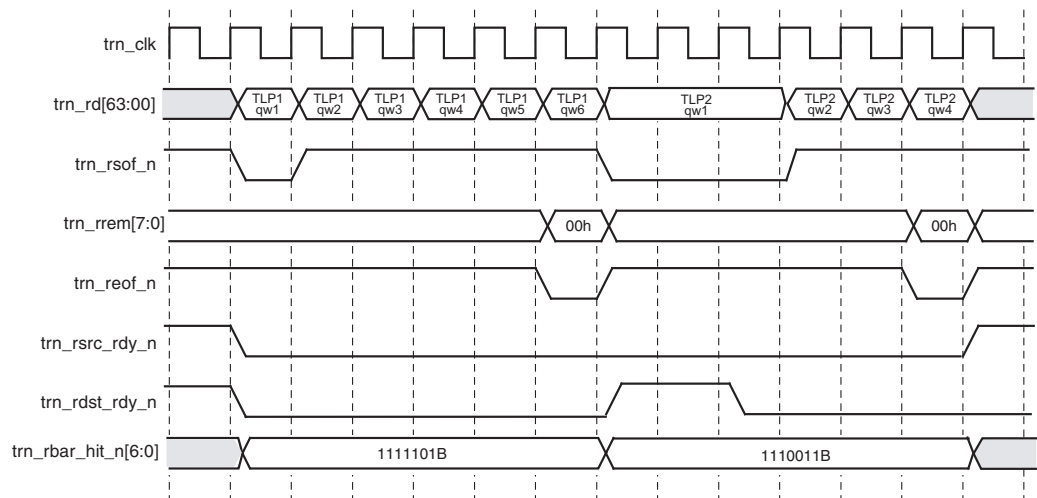 trn_clk
trn_rd[63:00]
TLP1 TLP1 TLP1 TLP1 TLP1 TLP1 TLP2 TLP2 TLP2 TLP2
qw1 qw2 qw3 qw4 qw5 qw6 qw1 qw2 qw3 qw4
trn_rsof_n
trn_rrem[7:0]
00h 00h
trn_reof_n
trn_rsrc_rdy_n
trn_rdst_rdy_n
trn_rbar_hit_n[6:0]
1111101B 1110011B